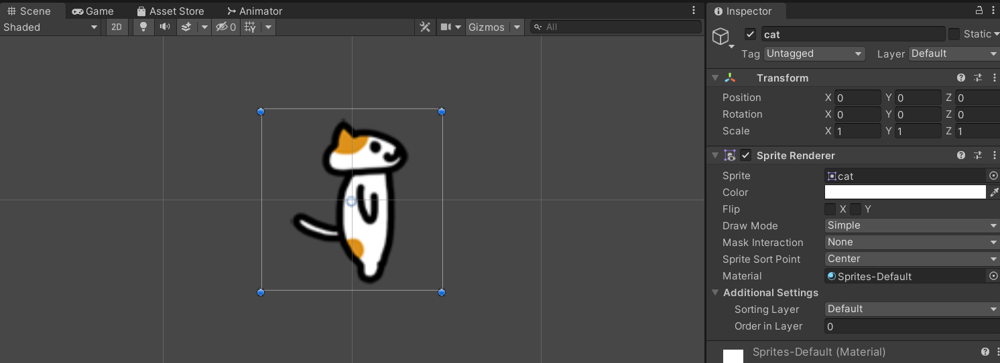 Scene Game Asset Store Animator
Shaded 2D 0 Gizmos All
Inspector
cat Static
Tag Untagged Layer Default
Transform
Position X 0 Y 0 Z 0
Rotation X 0 Y 0 Z 0
Scale X 1 Y 1 Z 1
Sprite Renderer
Sprite cat
Color
Flip X Y
Draw Mode Simple
Mask Interaction None
Sprite Sort Point Center
Material Sprites-Default
Additional Settings
Sorting Layer Default
Order in Layer 0
Sprites-Default (Material)